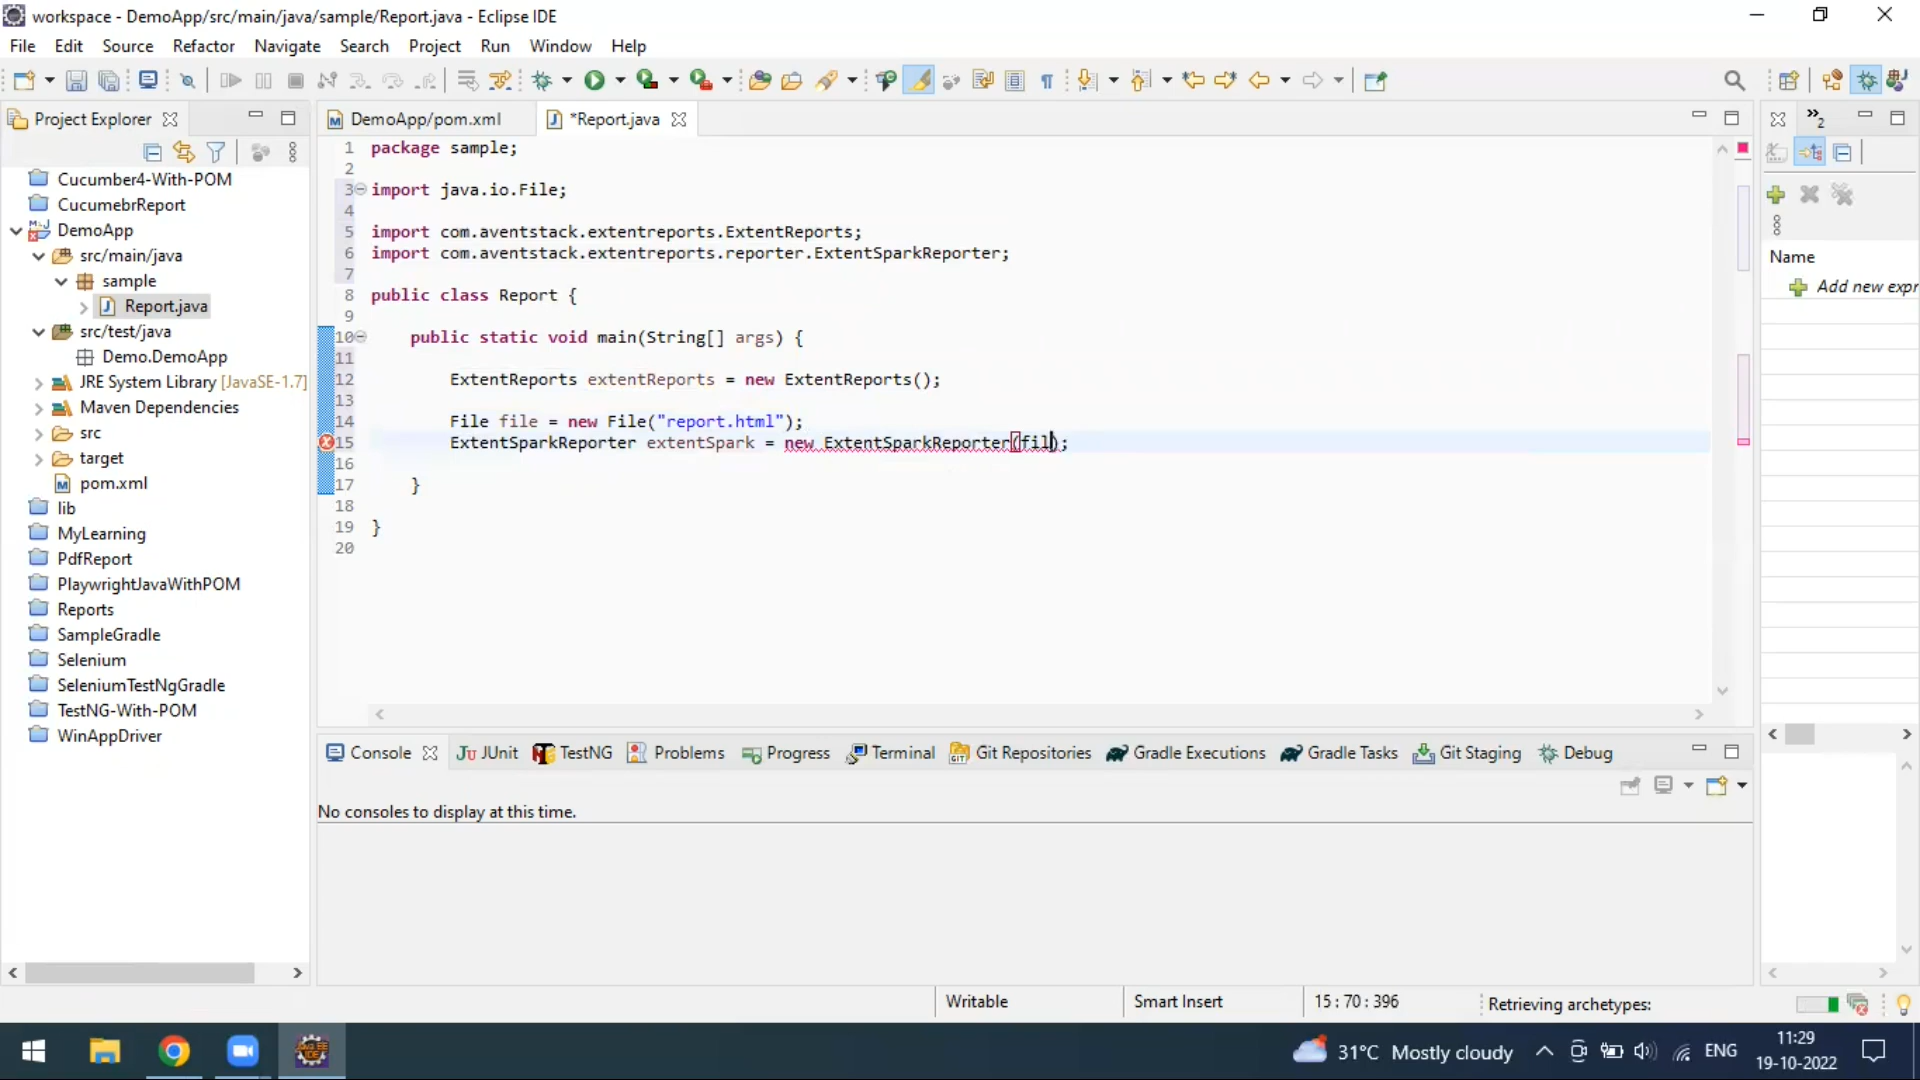 workspace - DemoApp/src/main/java/sample/Report.java - Eclipse IDE
File Edit Source Refactor Navigate Search Project Run Window Help
Project Explorer
DemoApp/pom.xml
*Report.java
2
Cucumber4-With-POM
CucumebrReport
DemoApp
src/main/java
sample
Report.java
src/test/java
Demo.DemoApp
JRE System Library [JavaSE-1.7]
Maven Dependencies
src
target
pom.xml
lib
MyLearning
PdfReport
PlaywrightJavaWithPOM
Reports
SampleGradle
Selenium
SeleniumTestNgGradle
TestNG-With-POM
WinAppDriver
1 package sample;
2
3 import java.io.File;
4
5 import com.aventstack.extentreports.ExtentReports;
6 import com.aventstack.extentreports.reporter.ExtentSparkReporter;
7
8 public class Report {
9
10 public static void main(String[] args) {
11
12 ExtentReports extentReports = new ExtentReports();
13
14 File file = new File("report.html");
15 ExtentSparkReporter extentSpark = new ExtentSparkReporter(fil);
16
17 }
18
19 }
20
Name
Add new expr
Console JUnit TestNG Problems Progress Terminal Git Repositories Gradle Executions Gradle Tasks Git Staging Debug
No consoles to display at this time.
Writable Smart Insert 15 : 70 : 396 Retrieving archetypes:
31°C Mostly cloudy ENG
11:29
19-10-2022